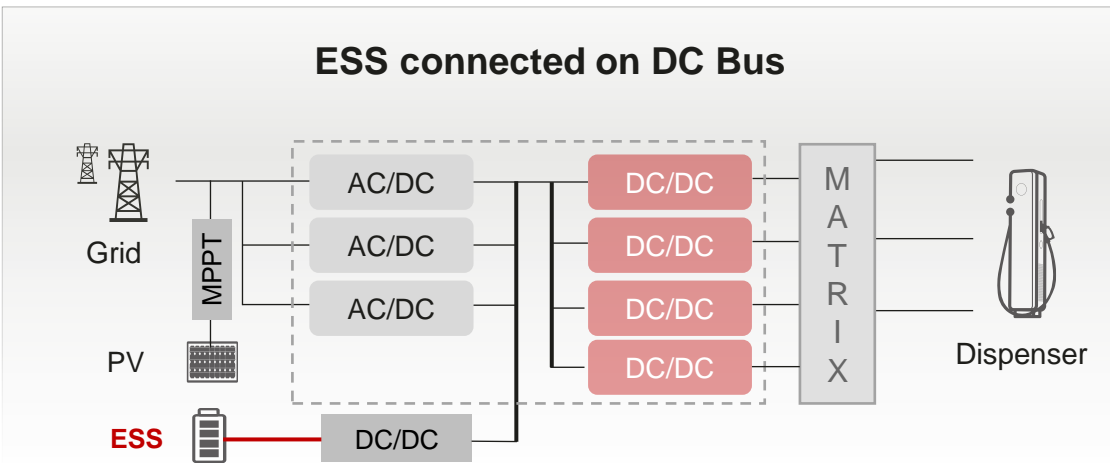 ESS connected on DC Bus
Grid
MPPT
PV
ESS
AC/DC
AC/DC
AC/DC
DC/DC
DC/DC
DC/DC
DC/DC
DC/DC
MATRIX
Dispenser